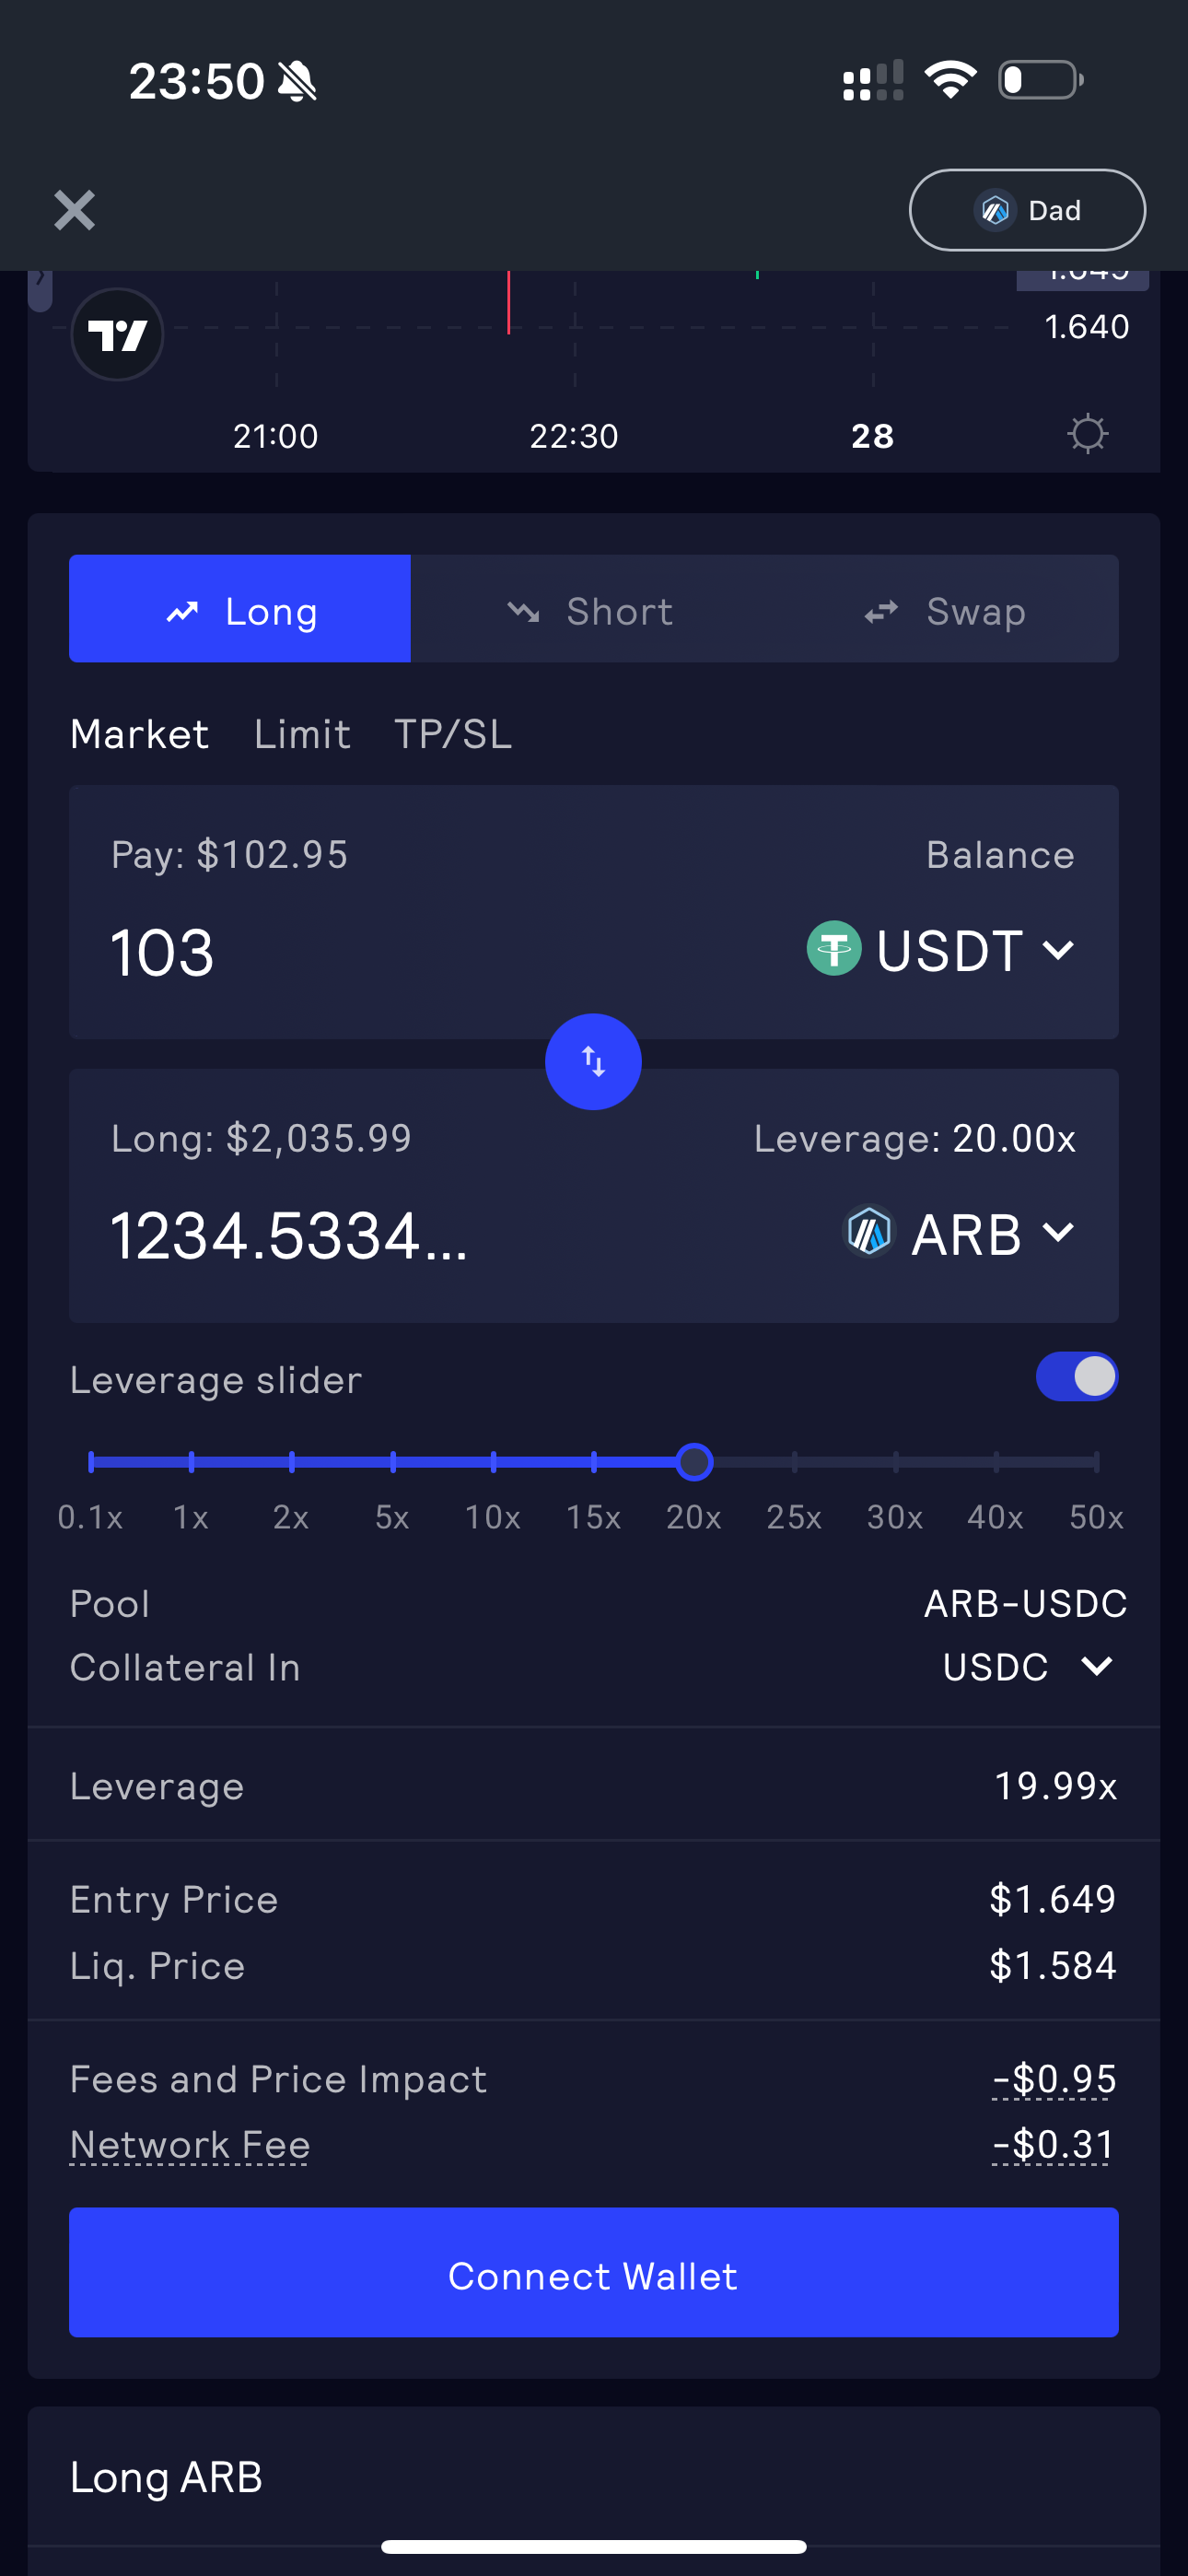 23:50
Dad
1.649
1.640
21:00 22:30 28
Long Short Swap
Market Limit TP/SL
Pay: $102.95 Balance
103 USDT
Long: $2,035.99 Leverage: 20.00x
1234.5334... ARB
Leverage slider
0.1x 1x 2x 5x 10x 15x 20x 25x 30x 40x 50x
Pool ARB-USDC
Collateral In USDC
Leverage 19.99x
Entry Price $1.649
Liq. Price $1.584
Fees and Price Impact -$0.95
Network Fee -$0.31
Connect Wallet
Long ARB